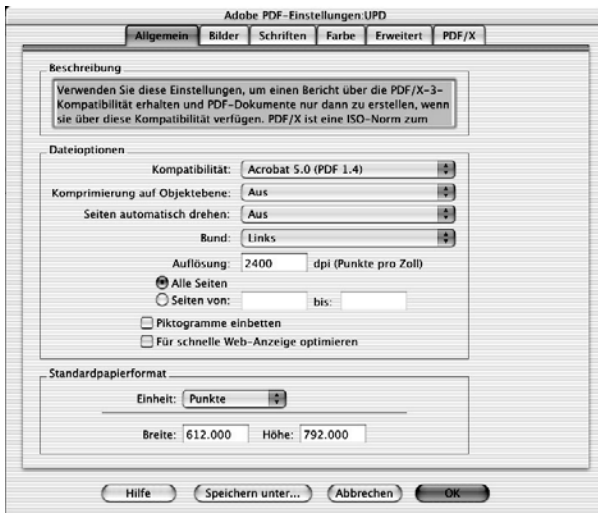 Adobe PDF-Einstellungen:UPD
Allgemein Bilder Schriften Farbe Erweitert PDF/X
Beschreibung
Verwenden Sie diese Einstellungen, um einen Bericht über die PDF/X-3-
Kompatibilität erhalten und PDF-Dokumente nur dann zu erstellen, wenn
sie über diese Kompatibilität verfügen. PDF/X ist eine ISO-Norm zum
Dateioptionen
Kompatibilität: Acrobat 5.0 (PDF 1.4)
Komprimierung auf Objektebene: Aus
Seiten automatisch drehen: Aus
Bund: Links
Auflösung: 2400 dpi (Punkte pro Zoll)
Alle Seiten
Seiten von: bis:
Piktogramme einbetten
Für schnelle Web-Anzeige optimieren
Standardpapierformat
Einheit: Punkte
Breite: 612.000 Höhe: 792.000
Hilfe Speichern unter... Abbrechen OK